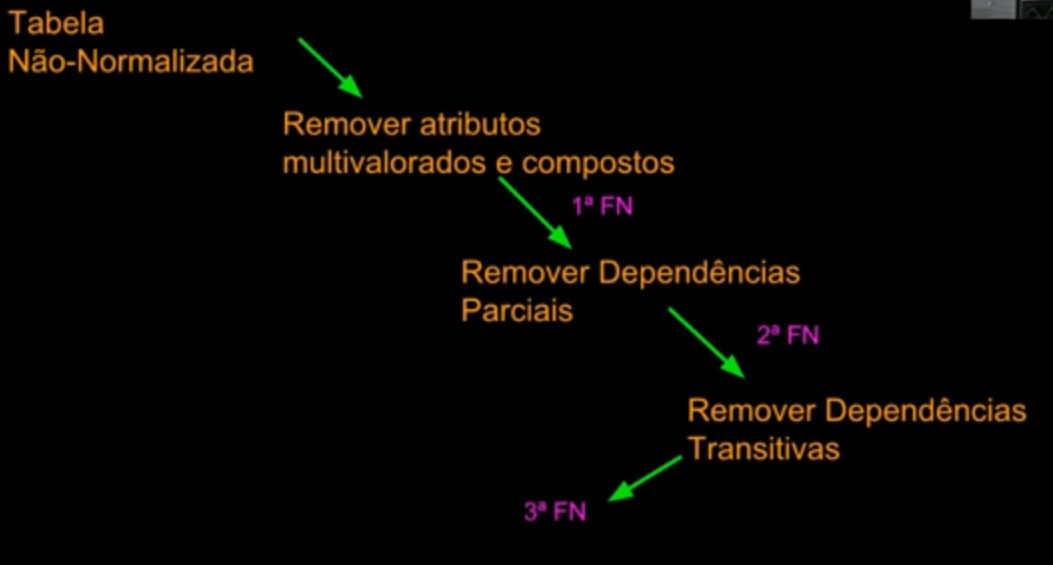 Tabela
Não-Normalizada
Remover atributos
multivalorados e compostos
1ª FN
Remover Dependências
Parciais
2ª FN
Remover Dependências
Transitivas
3ª FN